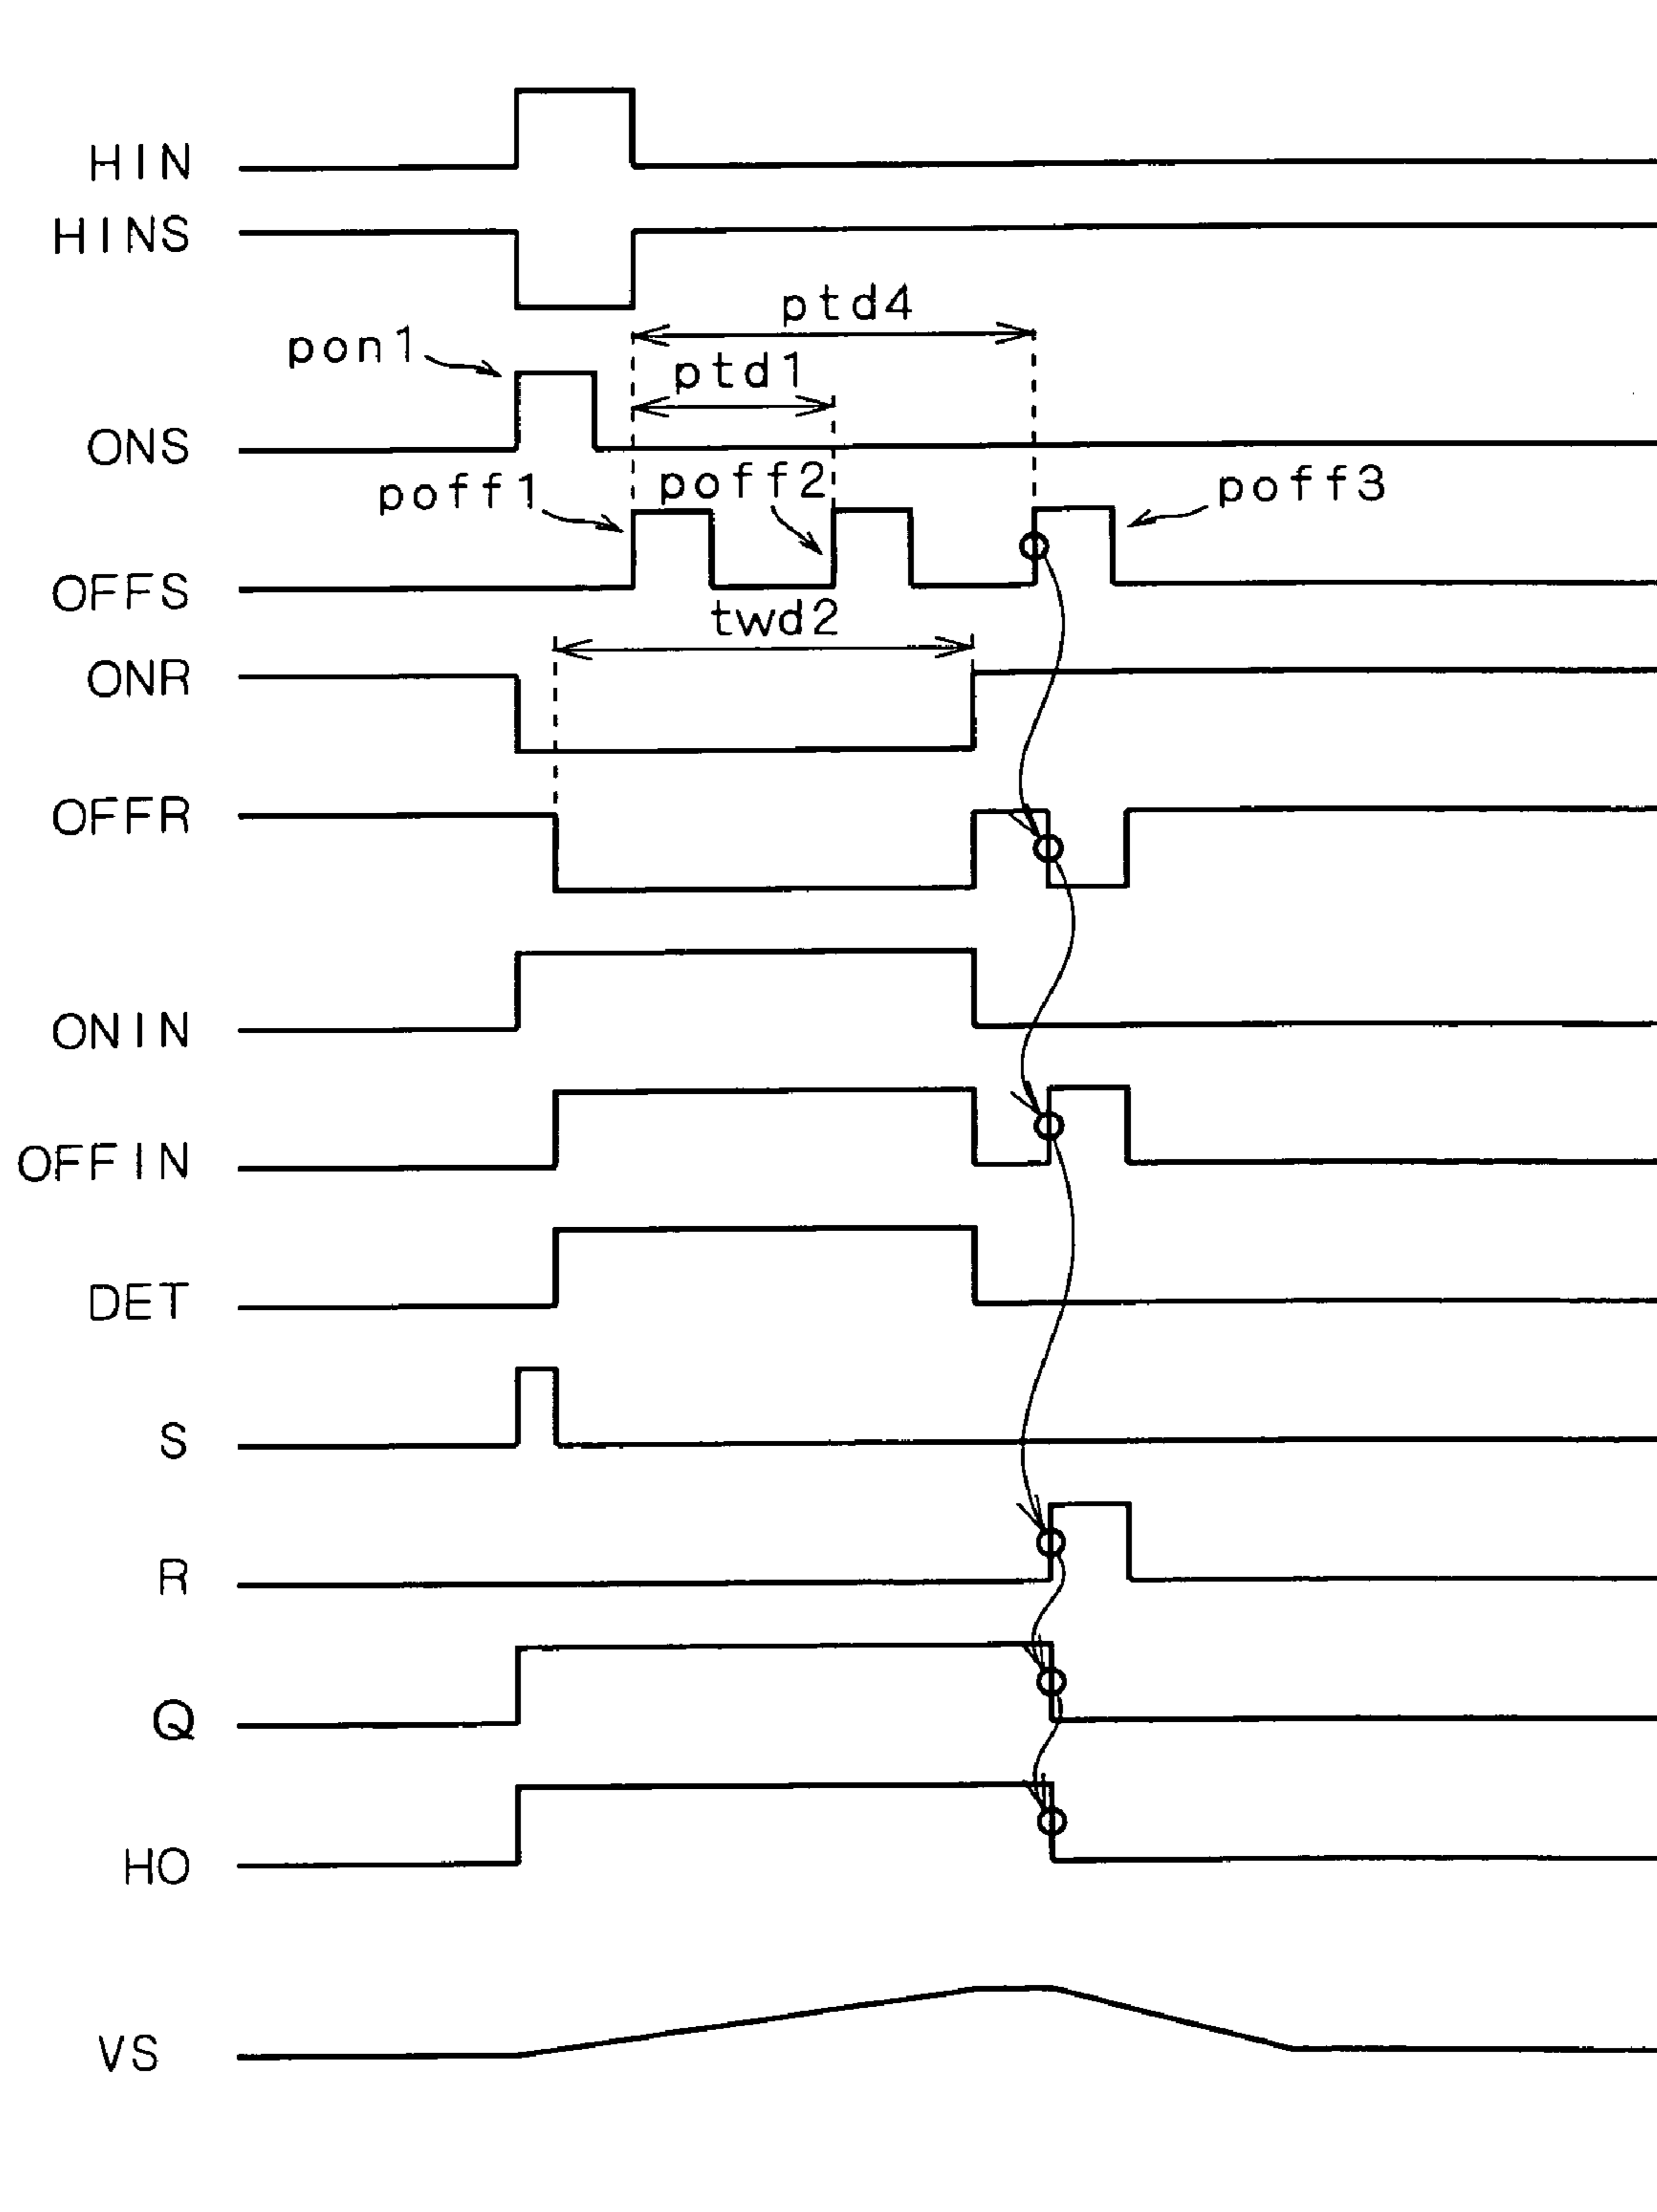 HIN
HINS
ptd4
pon1
ptd1
ONS
poff1
poff2
poff3
OFFS
twd2
ONR
OFFR
ONIN
OFFIN
DET
S
R
Q
HO
VS